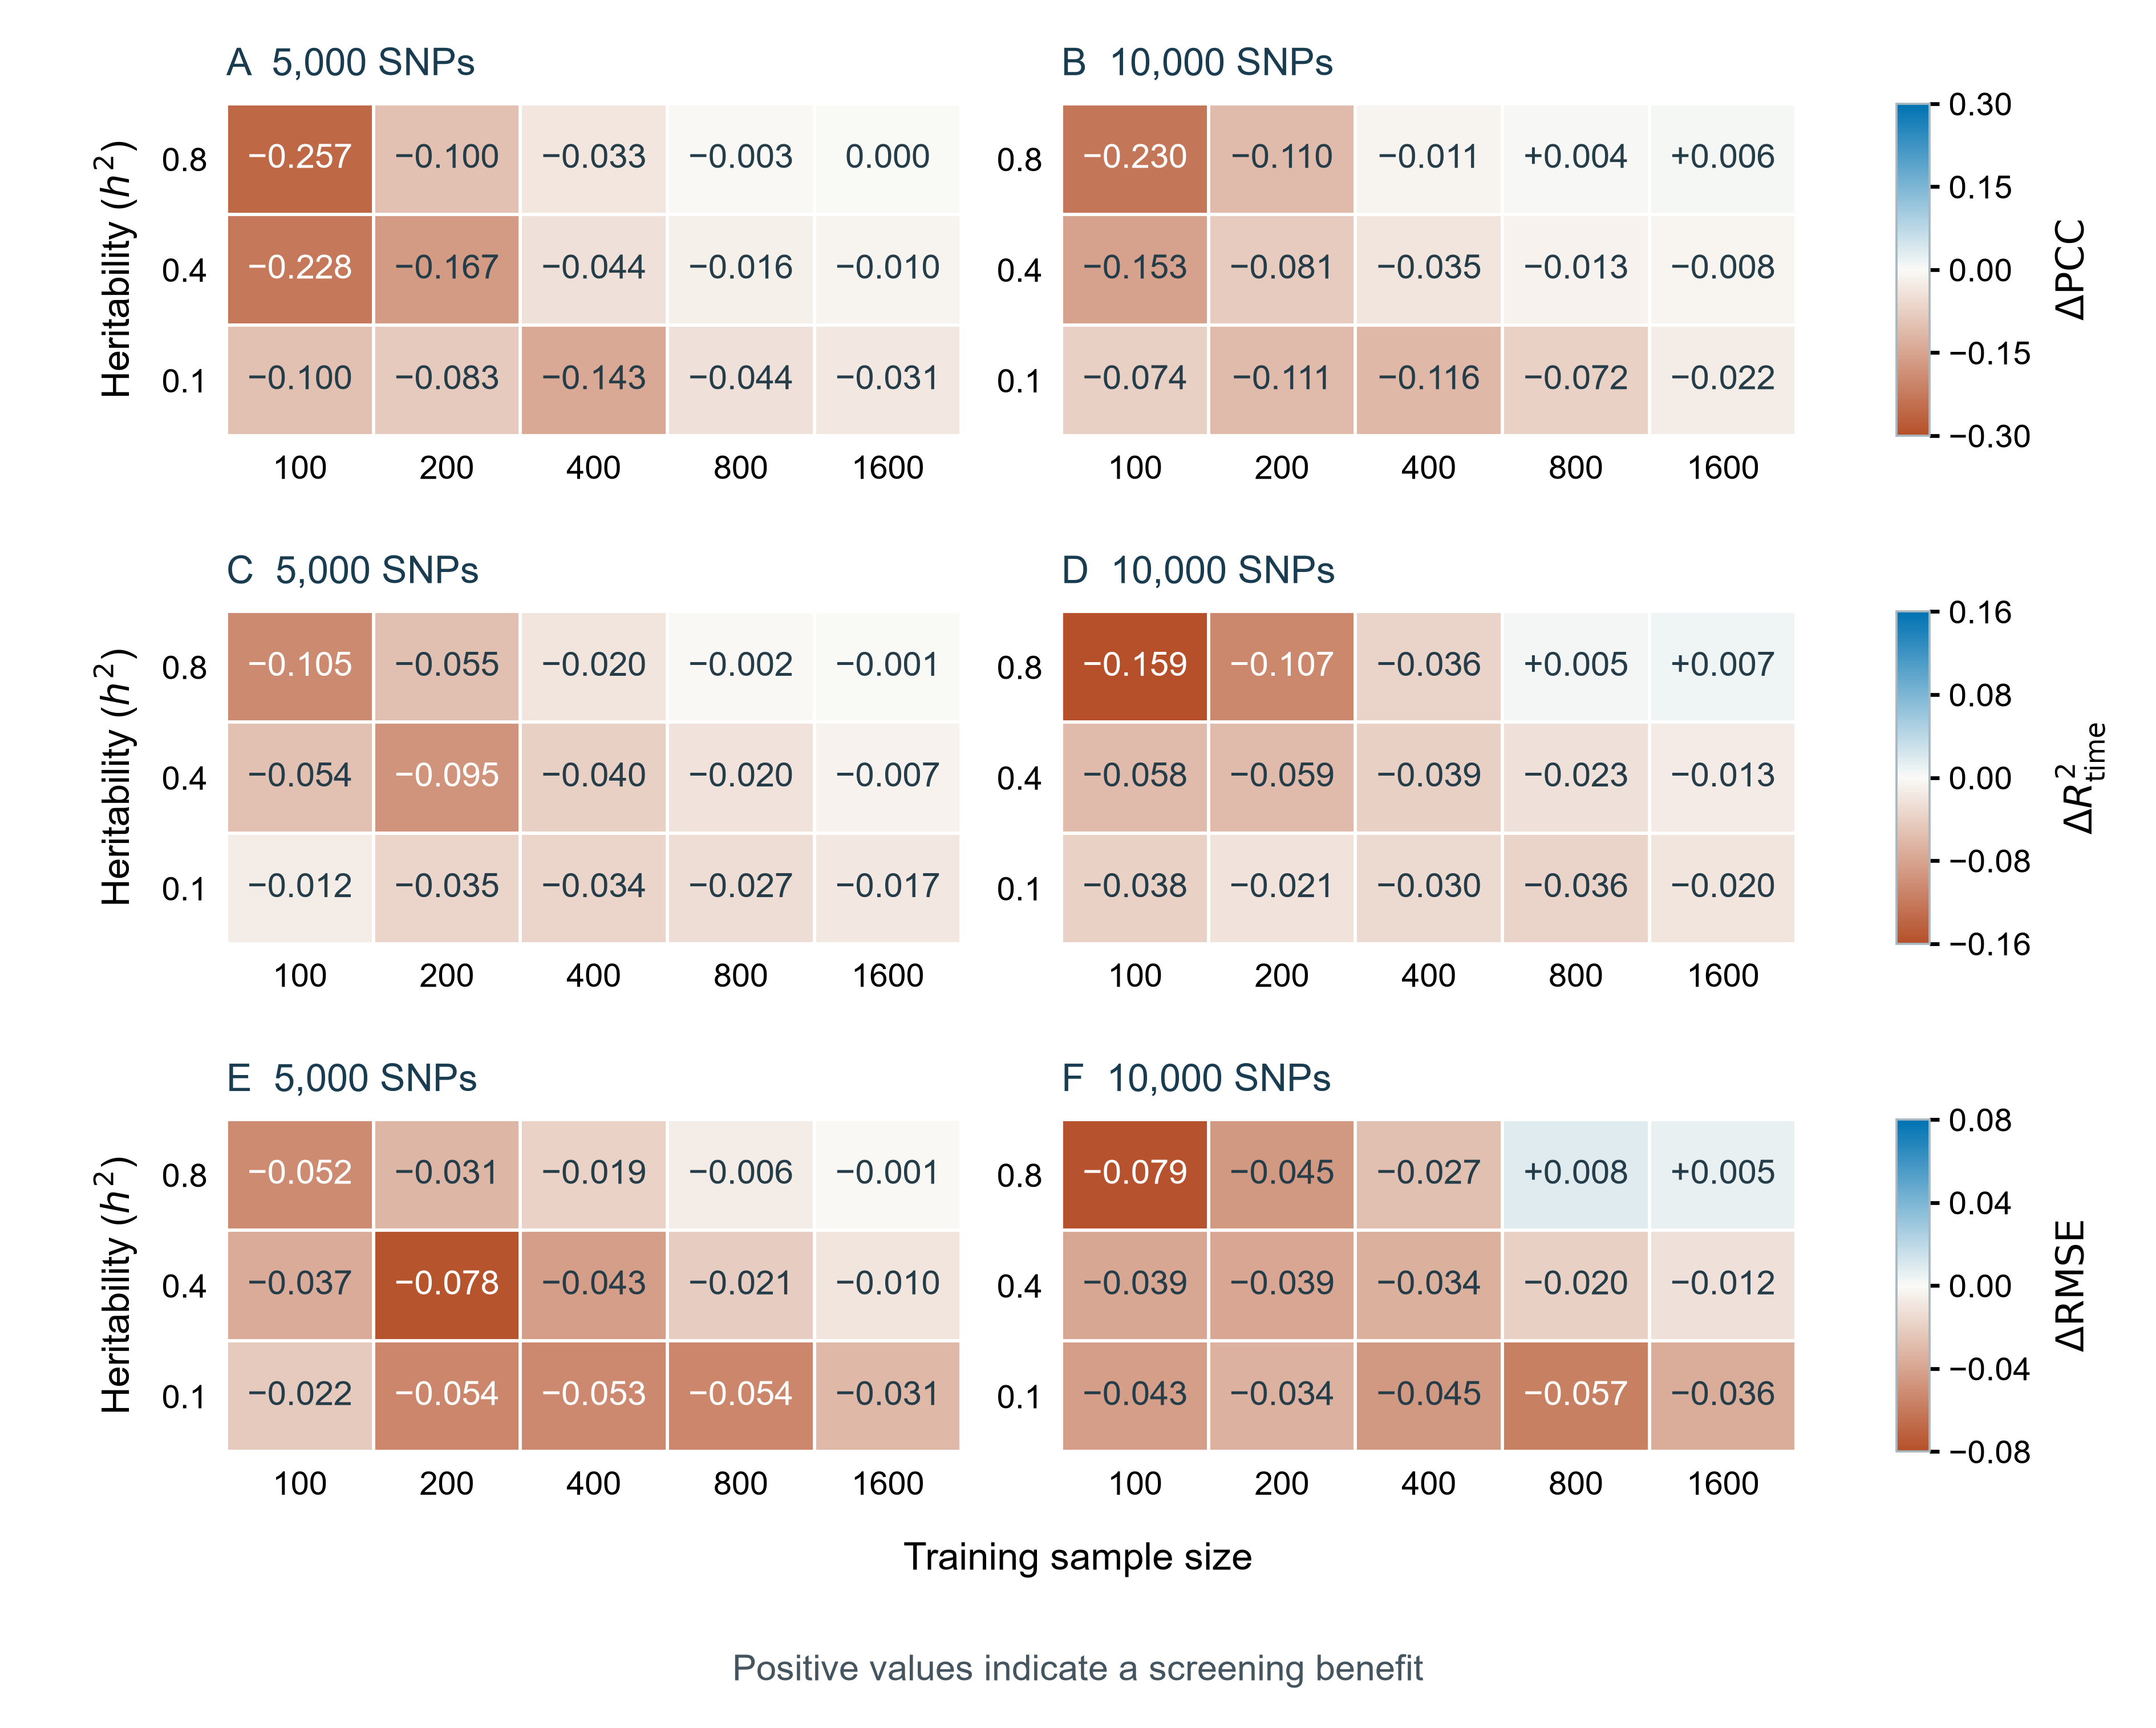 A 5,000 SNPs
B 10,000 SNPs
Heritability (h²)
0.8 −0.257 −0.100 −0.033 −0.003 0.000
0.4 −0.228 −0.167 −0.044 −0.016 −0.010
0.1 −0.100 −0.083 −0.143 −0.044 −0.031
100 200 400 800 1600
0.8 −0.230 −0.110 −0.011 +0.004 +0.006
0.4 −0.153 −0.081 −0.035 −0.013 −0.008
0.1 −0.074 −0.111 −0.116 −0.072 −0.022
100 200 400 800 1600
0.30
0.15
0.00
−0.15
−0.30
ΔPCC
C 5,000 SNPs
D 10,000 SNPs
Heritability (h²)
0.8 −0.105 −0.055 −0.020 −0.002 −0.001
0.4 −0.054 −0.095 −0.040 −0.020 −0.007
0.1 −0.012 −0.035 −0.034 −0.027 −0.017
100 200 400 800 1600
0.8 −0.159 −0.107 −0.036 +0.005 +0.007
0.4 −0.058 −0.059 −0.039 −0.023 −0.013
0.1 −0.038 −0.021 −0.030 −0.036 −0.020
100 200 400 800 1600
0.16
0.08
0.00
−0.08
−0.16
ΔR²time
E 5,000 SNPs
F 10,000 SNPs
Heritability (h²)
0.8 −0.052 −0.031 −0.019 −0.006 −0.001
0.4 −0.037 −0.078 −0.043 −0.021 −0.010
0.1 −0.022 −0.054 −0.053 −0.054 −0.031
100 200 400 800 1600
0.8 −0.079 −0.045 −0.027 +0.008 +0.005
0.4 −0.039 −0.039 −0.034 −0.020 −0.012
0.1 −0.043 −0.034 −0.045 −0.057 −0.036
100 200 400 800 1600
0.08
0.04
0.00
−0.04
−0.08
ΔRMSE
Training sample size
Positive values indicate a screening benefit